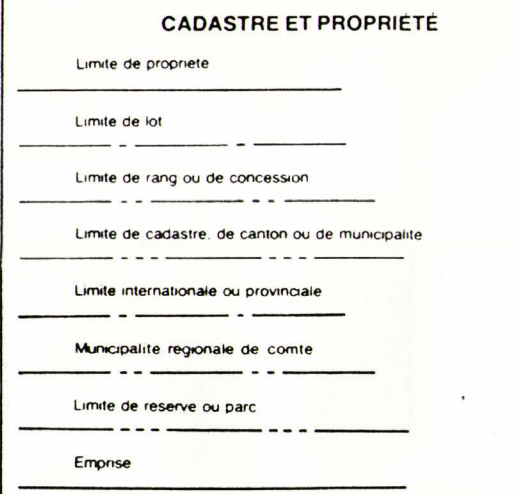 CADASTRE ET PROPRIÉTÉ
Limite de propriete
Limite de lot
Limite de rang ou de concession
Limite de cadastre. de canton ou de municipalite
Limite internationale ou provinciale
Municipalite regionale de comte
Limite de reserve ou parc
Emprise